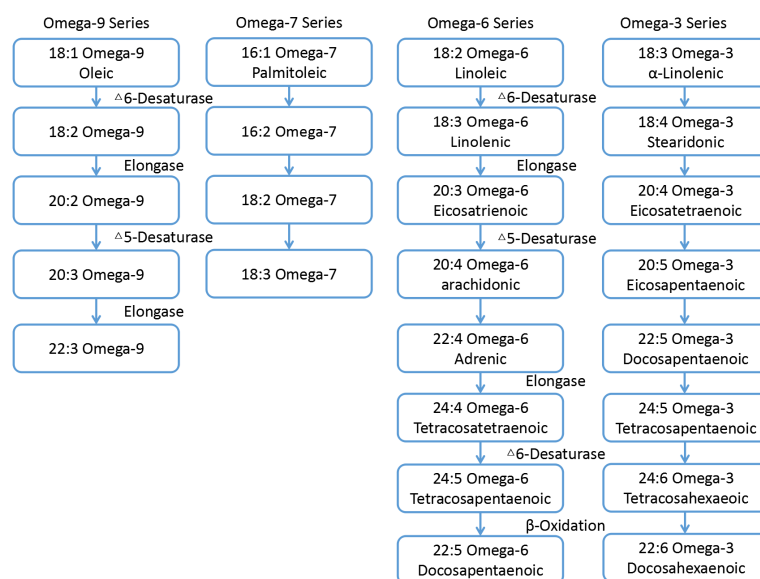 Omega-9 Series
18:1 Omega-9
Oleic
△6-Desaturase
18:2 Omega-9
Elongase
20:2 Omega-9
△5-Desaturase
20:3 Omega-9
Elongase
22:3 Omega-9
Omega-7 Series
16:1 Omega-7
Palmitoleic
16:2 Omega-7
18:2 Omega-7
18:3 Omega-7
Omega-6 Series
18:2 Omega-6
Linoleic
△6-Desaturase
18:3 Omega-6
Linolenic
Elongase
20:3 Omega-6
Eicosatrienoic
△5-Desaturase
20:4 Omega-6
arachidonic
22:4 Omega-6
Adrenic
Elongase
24:4 Omega-6
Tetracosatetraenoic
△6-Desaturase
24:5 Omega-6
Tetracosapentaenoic
β-Oxidation
22:5 Omega-6
Docosapentaenoic
Omega-3 Series
18:3 Omega-3
α-Linolenic
18:4 Omega-3
Stearidonic
20:4 Omega-3
Eicosatetraenoic
20:5 Omega-3
Eicosapentaenoic
22:5 Omega-3
Docosapentaenoic
24:5 Omega-3
Tetracosapentaenoic
24:6 Omega-3
Tetracosahexaeoic
22:6 Omega-3
Docosahexaenoic